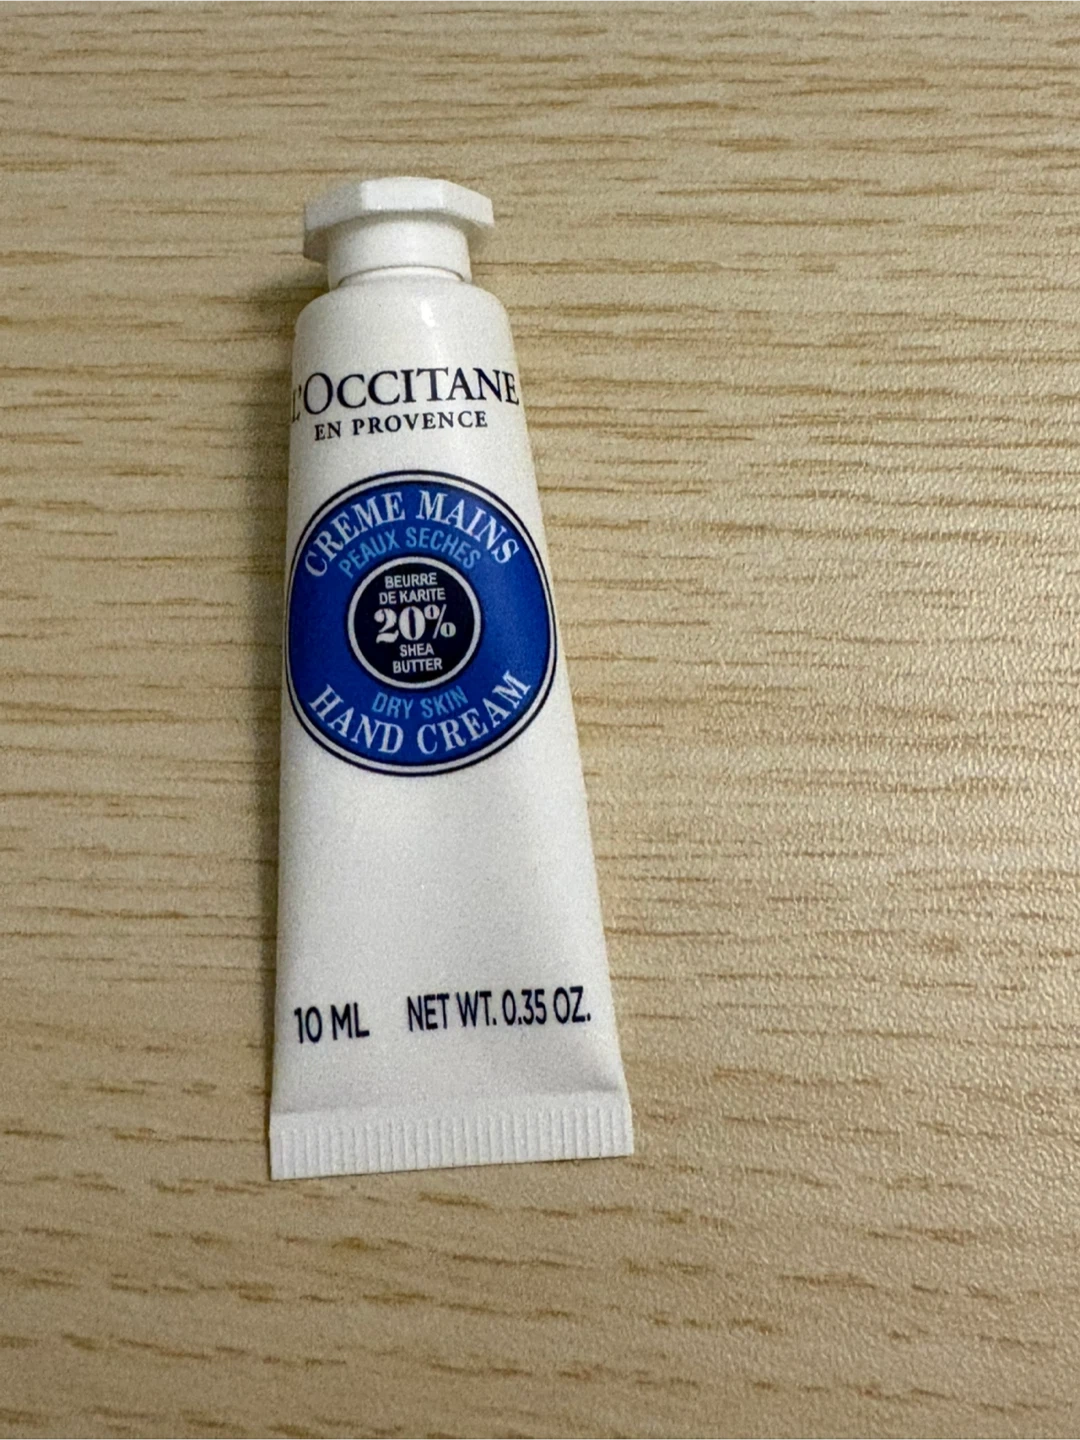 L'OCCITANE
EN PROVENCE
CREME MAINS
PEAUX SECHES
BEURRE
DE KARITE
20%
SHEA
BUTTER
DRY SKIN
HAND CREAM
10 ML NET WT. 0.35 OZ.